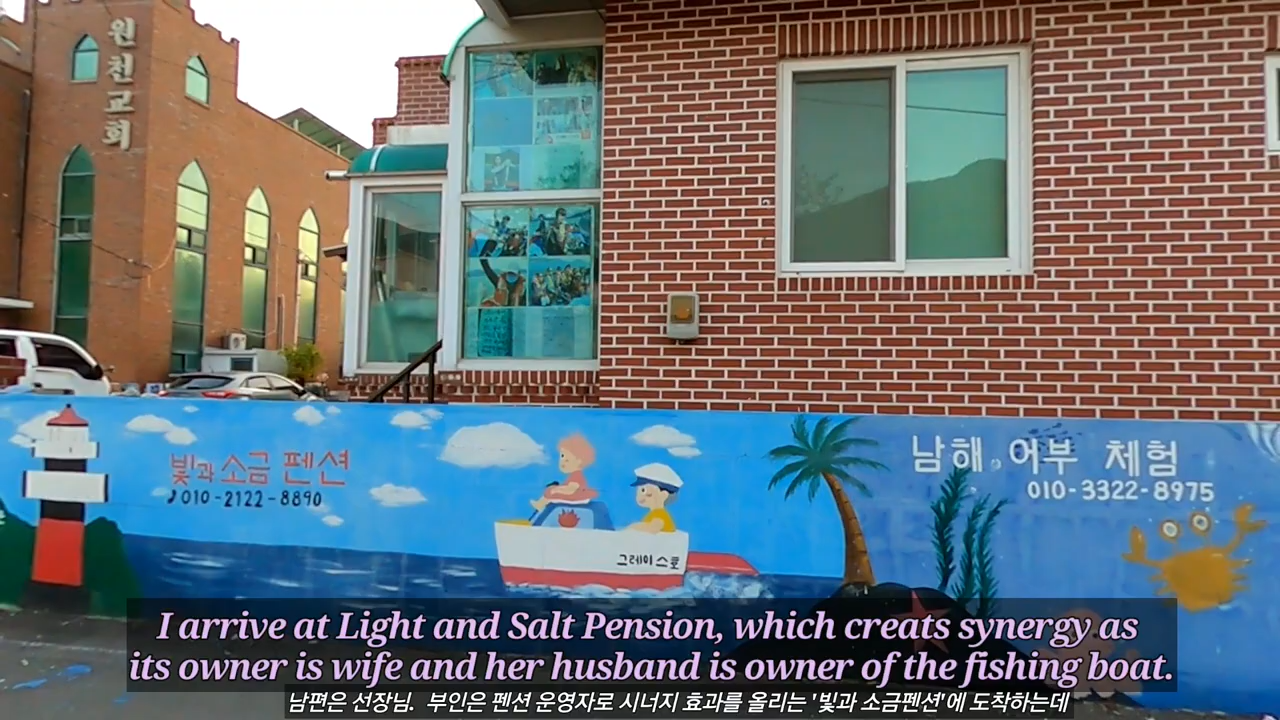 원천교회
빛과 소금 펜션
010-2122-8890
그레이스호
남해 어부 체험
010-3322-8975
I arrive at Light and Salt Pension, which creats synergy as
its owner is wife and her husband is owner of the fishing boat.
남편은 선장님. 부인은 펜션 운영자로 시너지 효과를 올리는 '빛과 소금펜션'에 도착하는데